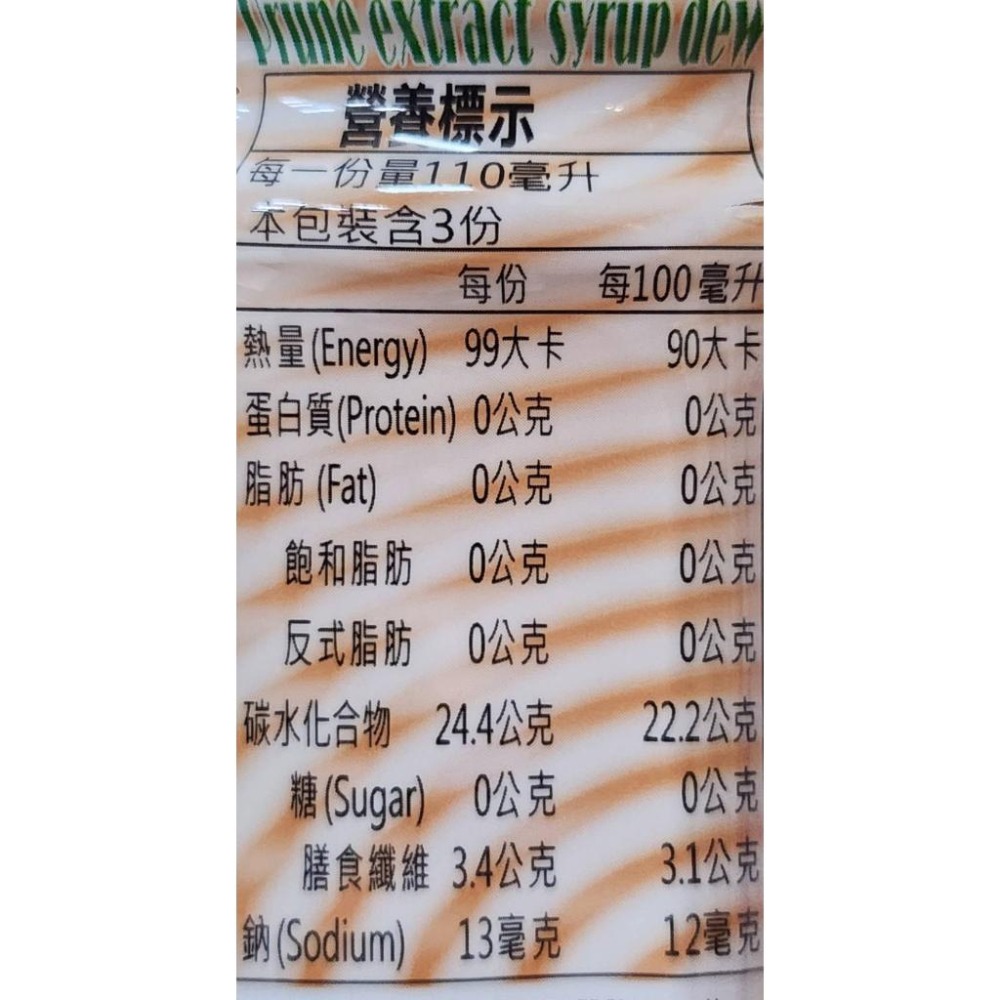 Prune extract syrup dew
營養標示
每一份量110毫升
本包裝含3份
每份 每100毫升
熱量(Energy) 99大卡 90大卡
蛋白質(Protein) 0公克 0公克
脂肪(Fat) 0公克 0公克
飽和脂肪 0公克 0公克
反式脂肪 0公克 0公克
碳水化合物 24.4公克 22.2公克
糖(Sugar) 0公克 0公克
膳食纖維 3.4公克 3.1公克
鈉(Sodium) 13毫克 12毫克